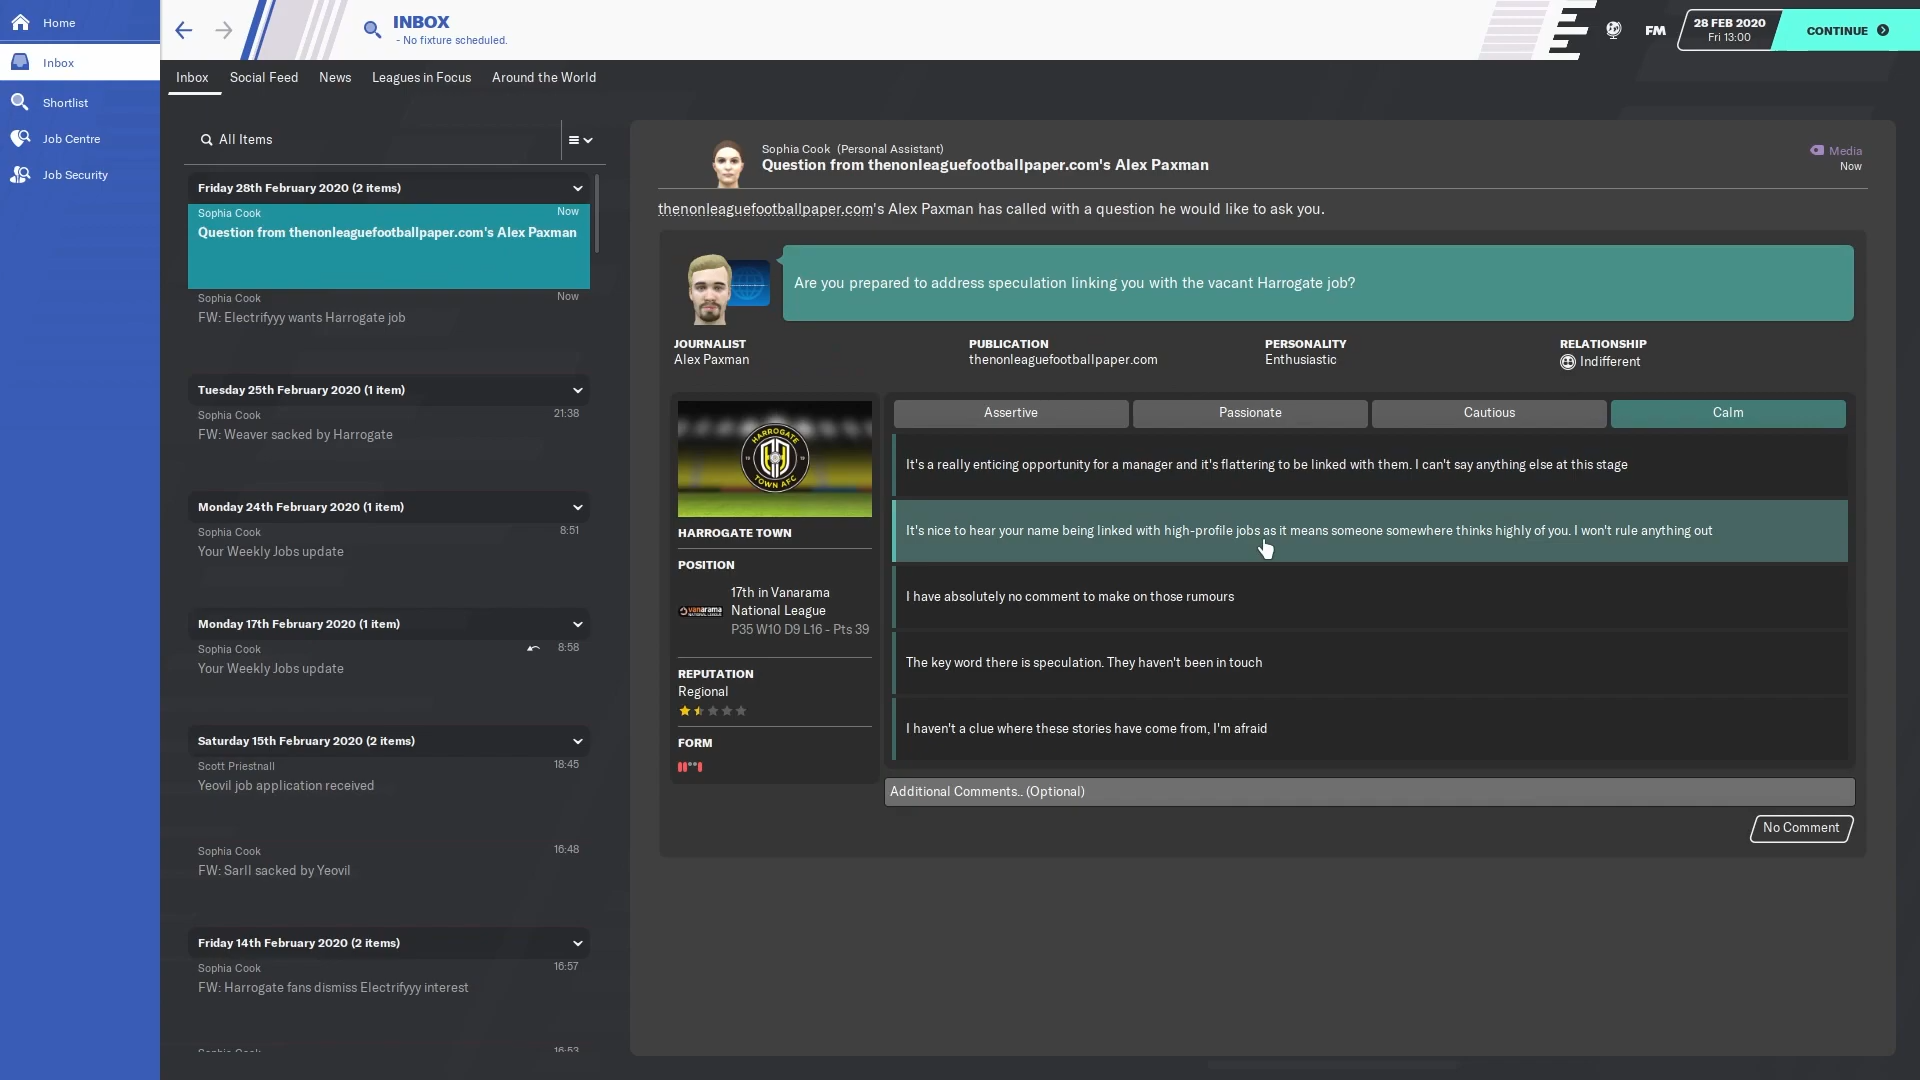 Home
Inbox
Shortlist
Job Centre
Job Security
INBOX
- No fixture scheduled.
FM
28 FEB 2020
Fri 13:00
CONTINUE
Inbox
Social Feed
News
Leagues in Focus
Around the World
All Items
Friday 28th February 2020 (2 items)
Sophia Cook
Now
Question from thenonleaguefootballpaper.com's Alex Paxman
Sophia Cook
Now
FW: Electrifyyy wants Harrogate job
Tuesday 25th February 2020 (1 item)
Sophia Cook
21:38
FW: Weaver sacked by Harrogate
Monday 24th February 2020 (1 item)
Sophia Cook
8:51
Your Weekly Jobs update
Monday 17th February 2020 (1 item)
Sophia Cook
8:58
Your Weekly Jobs update
Saturday 15th February 2020 (2 items)
Scott Priestnall
18:45
Yeovil job application received
Sophia Cook
16:48
FW: Sarll sacked by Yeovil
Friday 14th February 2020 (2 items)
Sophia Cook
16:57
FW: Harrogate fans dismiss Electrifyyy interest
Sophia Cook
16:53
Sophia Cook (Personal Assistant)
Question from thenonleaguefootballpaper.com's Alex Paxman
Media
Now
thenonleaguefootballpaper.com's Alex Paxman has called with a question he would like to ask you.
Are you prepared to address speculation linking you with the vacant Harrogate job?
JOURNALIST
Alex Paxman
PUBLICATION
thenonleaguefootballpaper.com
PERSONALITY
Enthusiastic
RELATIONSHIP
Indifferent
HARROGATE
TOWN AFC
HARROGATE TOWN
POSITION
vanarama
NATIONAL LEAGUE
17th in Vanarama
National League
P35 W10 D9 L16 - Pts 39
REPUTATION
Regional
FORM
Assertive
Passionate
Cautious
Calm
It's a really enticing opportunity for a manager and it's flattering to be linked with them. I can't say anything else at this stage
It's nice to hear your name being linked with high-profile jobs as it means someone somewhere thinks highly of you. I won't rule anything out
I have absolutely no comment to make on those rumours
The key word there is speculation. They haven't been in touch
I haven't a clue where these stories have come from, I'm afraid
Additional Comments.. (Optional)
No Comment